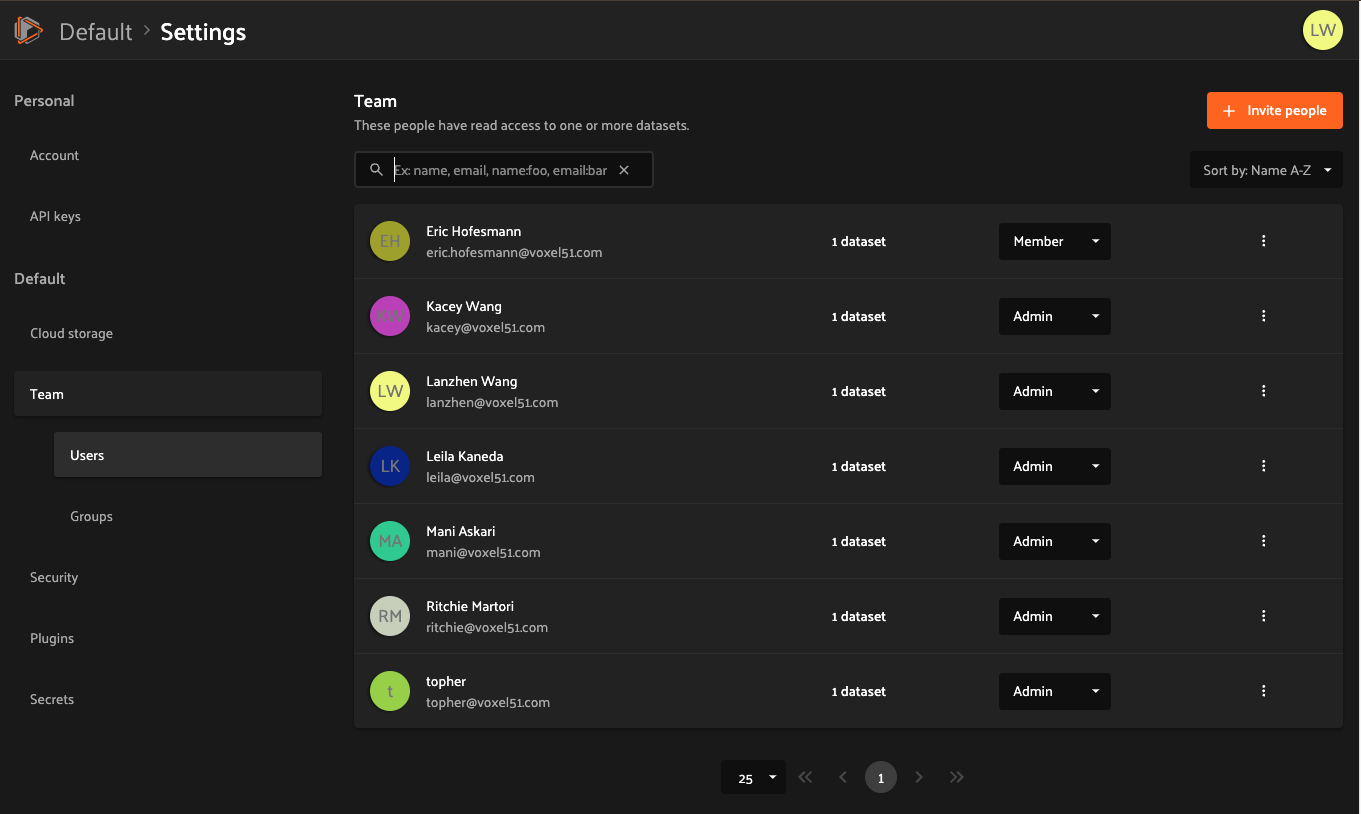 Default > Settings
LW
Personal
Account
API keys
Default
Cloud storage
Team
Users
Groups
Security
Plugins
Secrets
Team
These people have read access to one or more datasets.
Invite people
Ex: name, email, name:foo, email:bar
Sort by: Name A-Z
EH
Eric Hofesmann
eric.hofesmann@voxel51.com
1 dataset
Member
KW
Kacey Wang
kacey@voxel51.com
1 dataset
Admin
LW
Lanzhen Wang
lanzhen@voxel51.com
1 dataset
Admin
LK
Leila Kaneda
leila@voxel51.com
1 dataset
Admin
MA
Mani Askari
mani@voxel51.com
1 dataset
Admin
RM
Ritchie Martori
ritchie@voxel51.com
1 dataset
Admin
t
topher
topher@voxel51.com
1 dataset
Admin
25
1